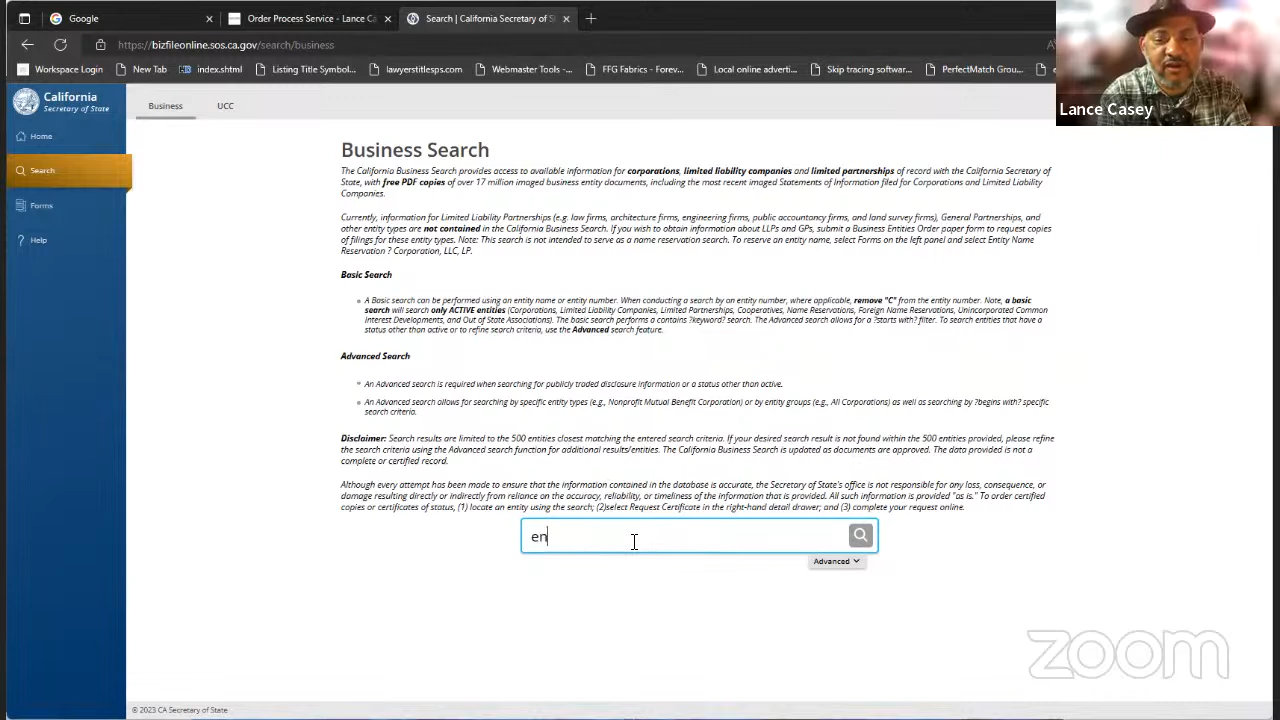 Google
Order Process Service - Lance Ca
Search | California Secretary of S
https://bizfileonline.sos.ca.gov/search/business
Workspace Login
New Tab
index.shtml
Listing Title Symbol...
lawyerstitlesps.com
Webmaster Tools -...
FFG Fabrics - Forev...
Local online adverti...
Skip tracing softwar...
PerfectMatch Grou...
Lance Casey
California
Secretary of State
Business
UCC
Home
Search
Forms
Help
Business Search
The California Business Search provides access to available information for corporations, limited liability companies and limited partnerships of record with the California Secretary of
State, with free PDF copies of over 17 million imaged business entity documents, including the most recent imaged Statements of Information filed for Corporations and Limited Liability
Companies.
Currently, information for Limited Liability Partnerships (e.g. law firms, architecture firms, engineering firms, public accountancy firms, and land survey firms), General Partnerships, and
other entity types are not contained in the California Business Search. If you wish to obtain information about LLPs and GPs, submit a Business Entities Order paper form to request copies
of filings for these entity types. Note: This search is not intended to serve as a name reservation search. To reserve an entity name, select Forms on the left panel and select Entity Name
Reservation ? Corporation, LLC, LP.
Basic Search
A Basic search can be performed using an entity name or entity number. When conducting a search by an entity number, where applicable, remove "C" from the entity number. Note, a basic
search will search only ACTIVE entities (Corporations, Limited Liability Companies, Limited Partnerships, Cooperatives, Name Reservations, Foreign Name Reservations, Unincorporated Common
Interest Developments, and Out of State Associations). The basic search performs a contains ?keyword? search. The Advanced search allows for a ?starts with? filter. To search entities that have a
status other than active or to refine search criteria, use the Advanced search feature.
Advanced Search
An Advanced search is required when searching for publicly traded disclosure information or a status other than active.
An Advanced search allows for searching by specific entity types (e.g., Nonprofit Mutual Benefit Corporation) or by entity groups (e.g., All Corporations) as well as searching by ?begins with? specific
search criteria.
Disclaimer: Search results are limited to the 500 entities closest matching the entered search criteria. If your desired search result is not found within the 500 entities provided, please refine
the search criteria using the Advanced search function for additional results/entities. The California Business Search is updated as documents are approved. The data provided is not a
complete or certified record.
Although every attempt has been made to ensure that the information contained in the database is accurate, the Secretary of State's office is not responsible for any loss, consequence, or
damage resulting directly or indirectly from reliance on the accuracy, reliability, or timeliness of the information that is provided. All such information is provided "as is." To order certified
copies or certificates of status, (1) locate an entity using the search; (2)select Request Certificate in the right-hand detail drawer; and (3) complete your request online.
en
Advanced
zoom
© 2023 CA Secretary of State